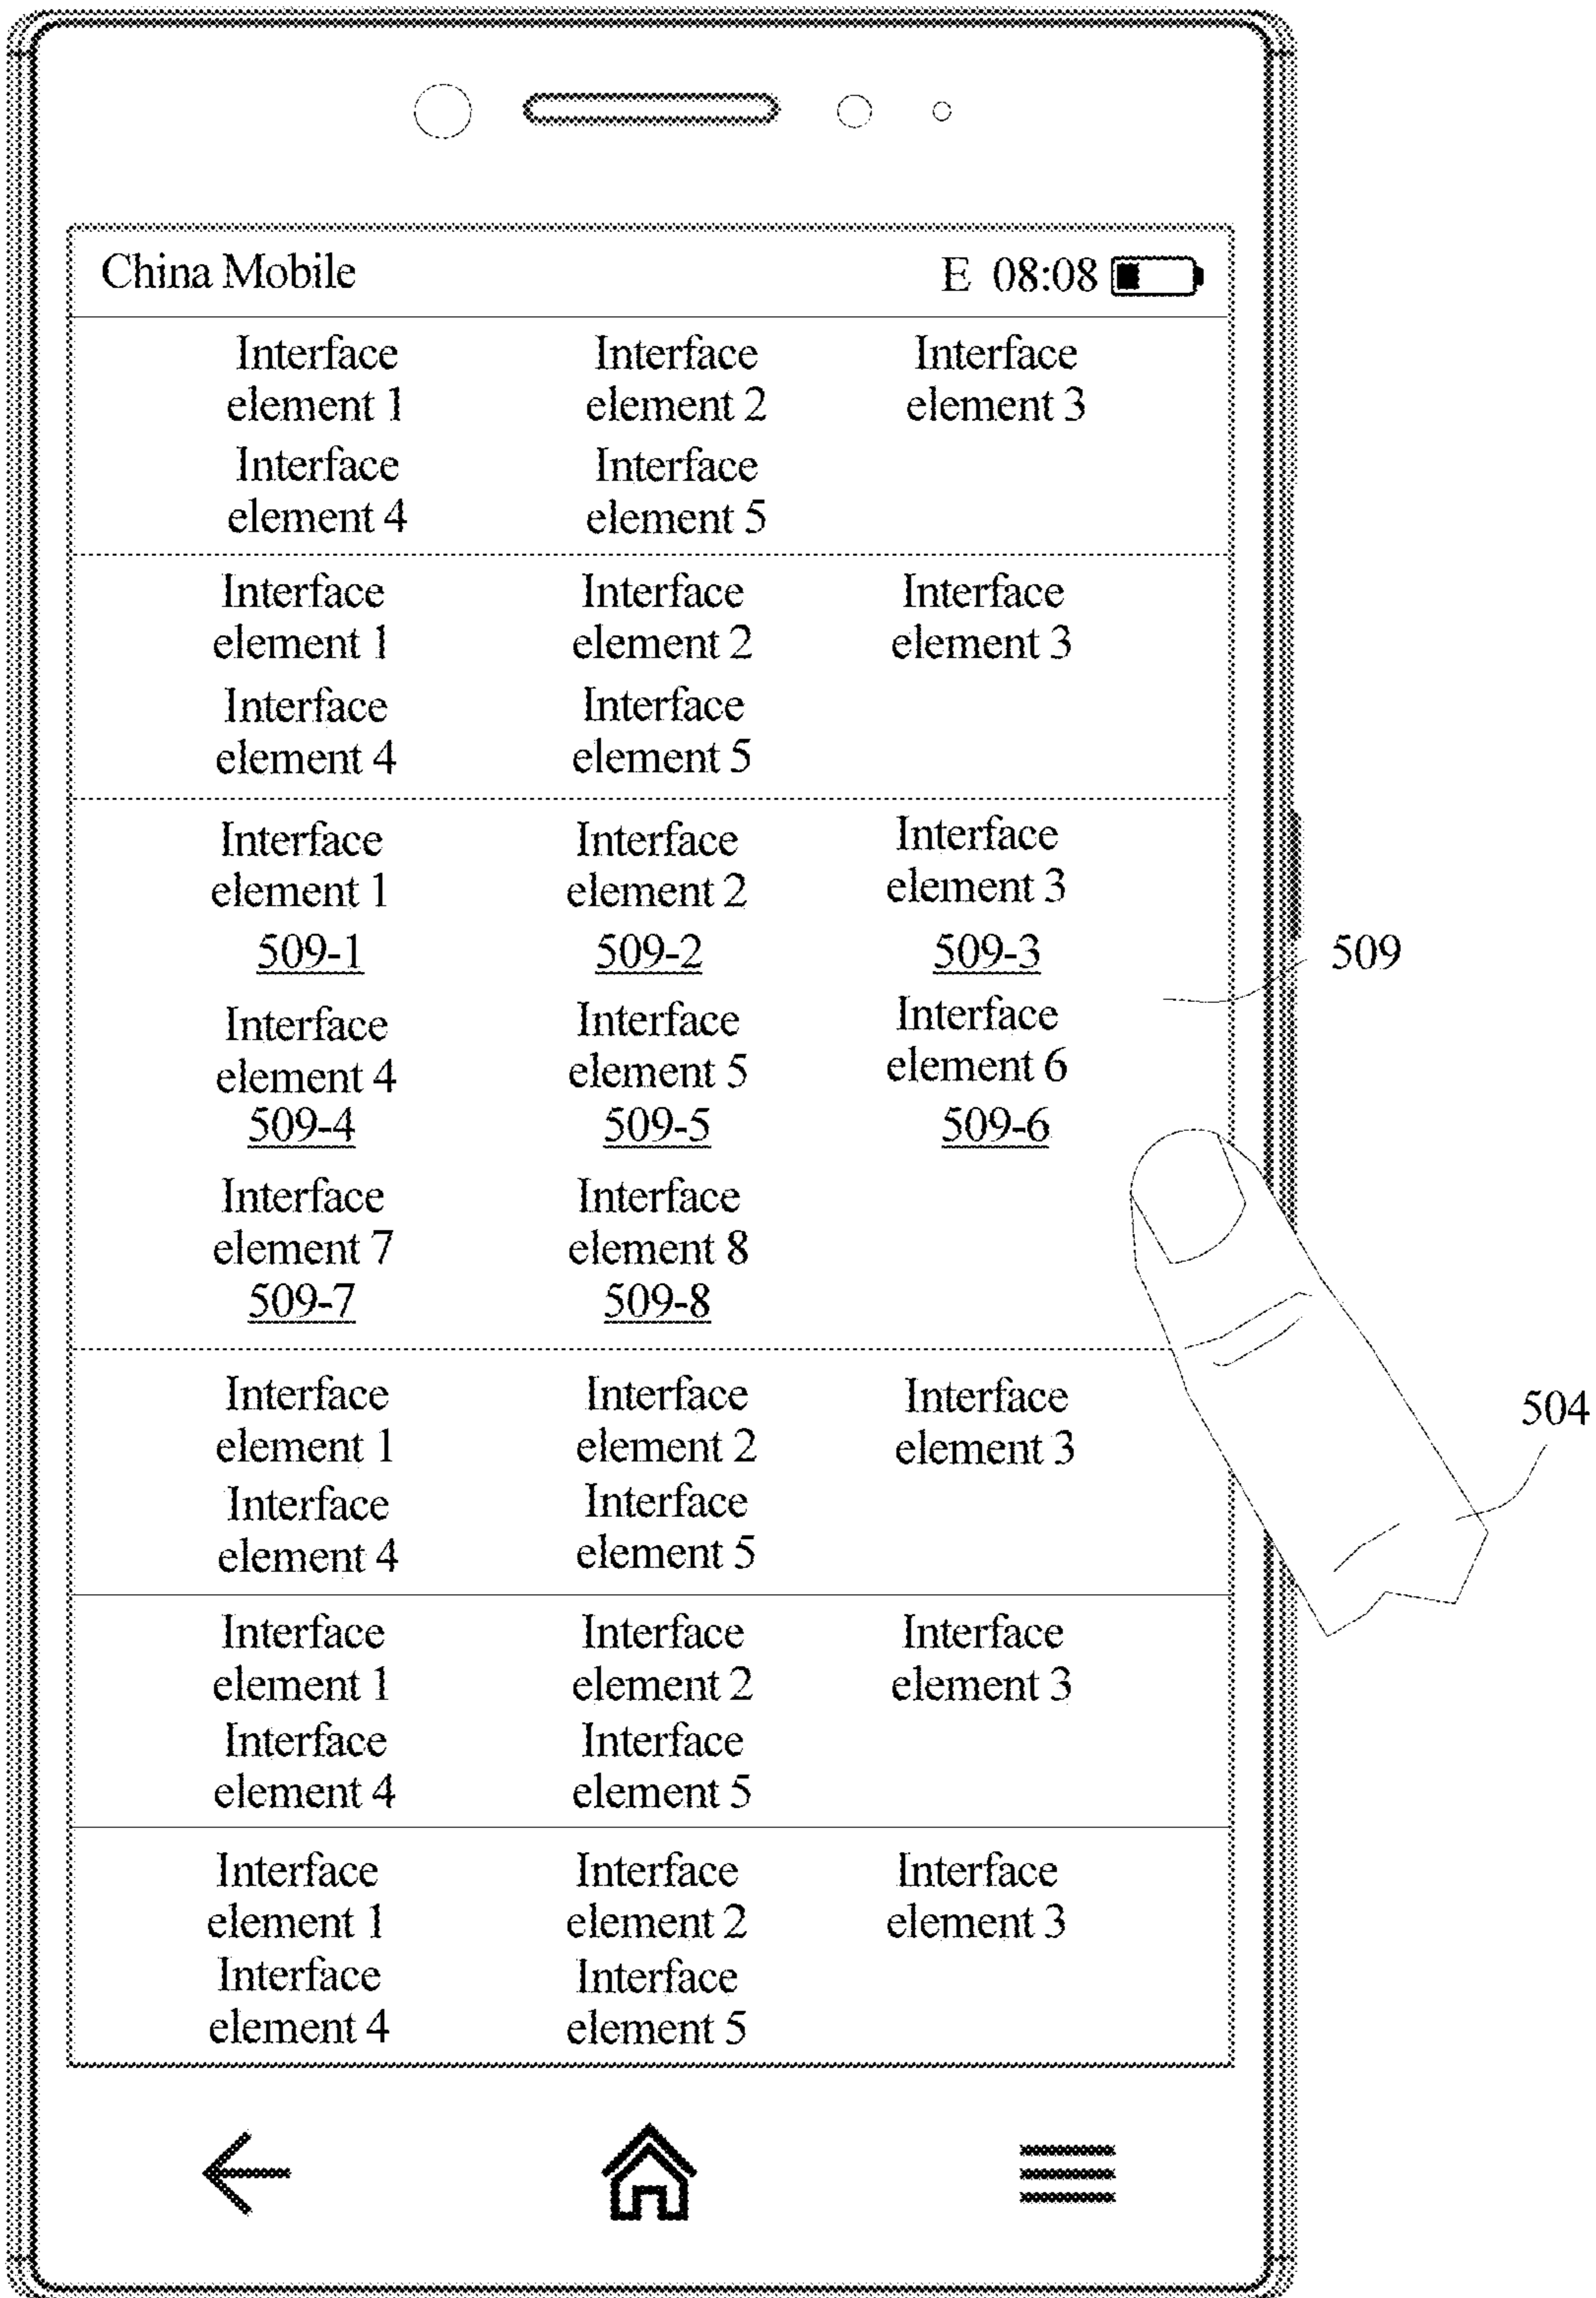 China Mobile E 08:08
Interface Interface Interface
element 1 element 2 element 3
Interface Interface
element 4 element 5
Interface Interface Interface
element 1 element 2 element 3
Interface Interface
element 4 element 5
Interface Interface Interface
element 1 element 2 element 3
509-1 509-2 509-3 509
Interface Interface Interface
element 4 element 5 element 6
509-4 509-5 509-6
Interface Interface
element 7 element 8
509-7 509-8
Interface Interface Interface
element 1 element 2 element 3
504
Interface Interface
element 4 element 5
Interface Interface Interface
element 1 element 2 element 3
Interface Interface
element 4 element 5
Interface Interface Interface
element 1 element 2 element 3
Interface Interface
element 4 element 5